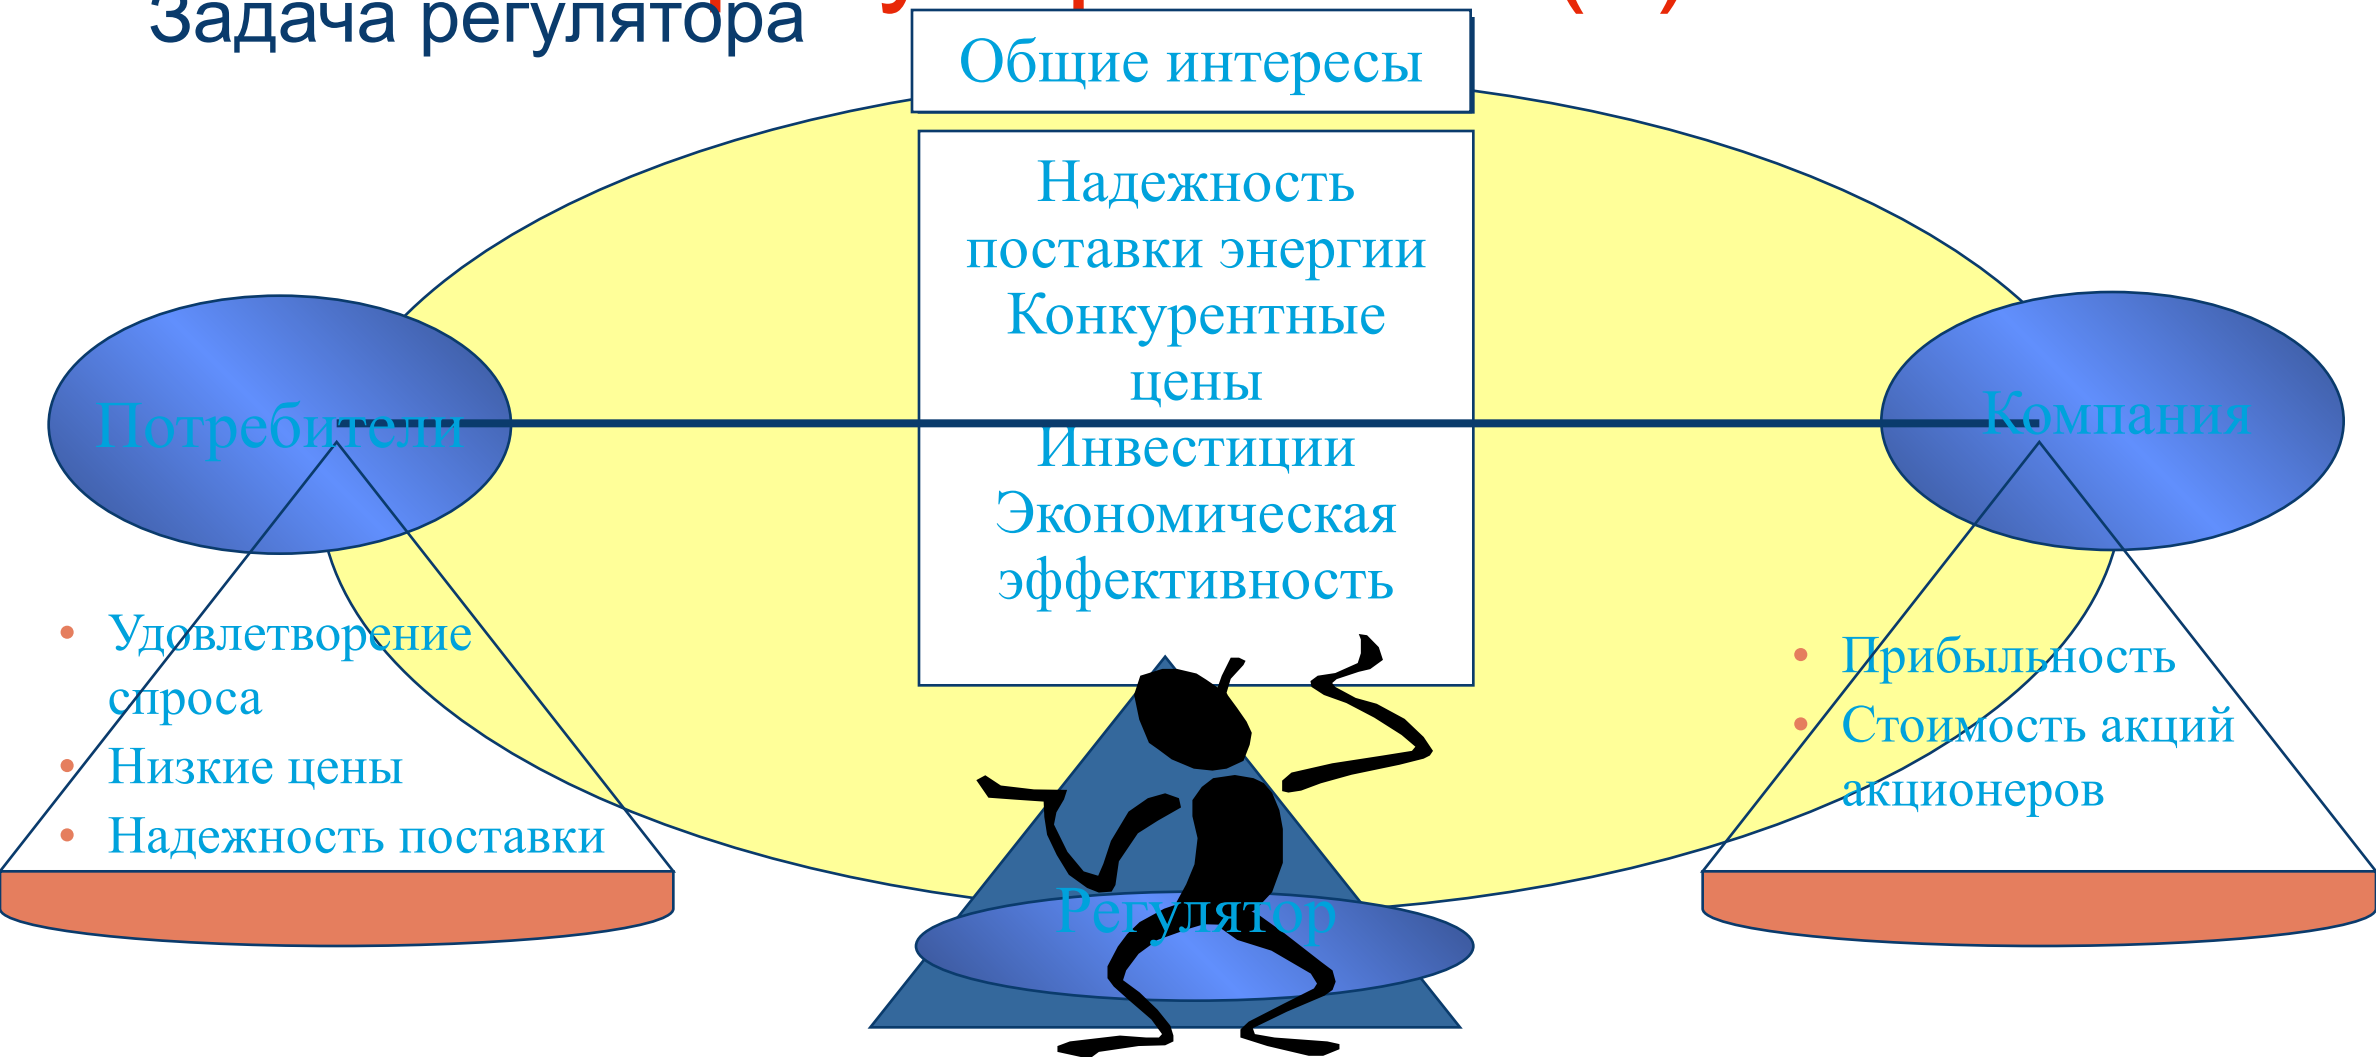 Задача регулятора
Общие интересы
Надежность
поставки энергии
Конкурентные
цены
Инвестиции
Экономическая
эффективность
Потребители
Компания
• Удовлетворение
спроса
• Низкие цены
• Надежность поставки
• Прибыльность
• Стоимость акций
акционеров
Регулятор